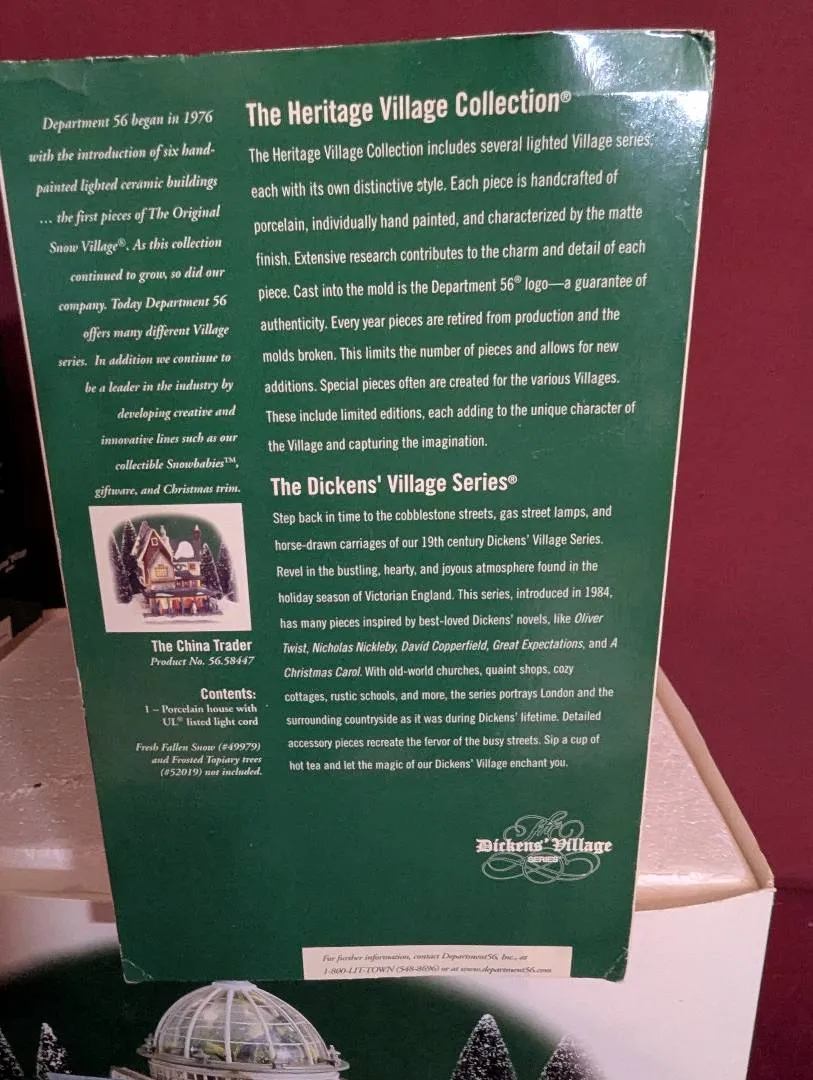 Department 56 began in 1976
with the introduction of six hand-
painted lighted ceramic buildings
... the first pieces of The Original
Snow Village®. As this collection
continued to grow, so did our
company. Today Department 56
offers many different Village
series. In addition we continue to
be a leader in the industry by
developing creative and
innovative lines such as our
collectible Snowbabies™,
giftware, and Christmas trim.
The China Trader
Product No. 56.58447
Contents:
1 – Porcelain house with
UL® listed light cord
Fresh Fallen Snow (#49979)
and Frosted Topiary trees
(#52019) not included.
The Heritage Village Collection®
The Heritage Village Collection includes several lighted Village series,
each with its own distinctive style. Each piece is handcrafted of
porcelain, individually hand painted, and characterized by the matte
finish. Extensive research contributes to the charm and detail of each
piece. Cast into the mold is the Department 56® logo—a guarantee of
authenticity. Every year pieces are retired from production and the
molds broken. This limits the number of pieces and allows for new
additions. Special pieces often are created for the various Villages.
These include limited editions, each adding to the unique character of
the Village and capturing the imagination.
The Dickens' Village Series®
Step back in time to the cobblestone streets, gas street lamps, and
horse-drawn carriages of our 19th century Dickens' Village Series.
Revel in the bustling, hearty, and joyous atmosphere found in the
holiday season of Victorian England. This series, introduced in 1984,
has many pieces inspired by best-loved Dickens' novels, like Oliver
Twist, Nicholas Nickleby, David Copperfield, Great Expectations, and A
Christmas Carol. With old-world churches, quaint shops, cozy
cottages, rustic schools, and more, the series portrays London and the
surrounding countryside as it was during Dickens' lifetime. Detailed
accessory pieces recreate the fervor of the busy streets. Sip a cup of
hot tea and let the magic of our Dickens' Village enchant you.
The
Dickens' Village
SERIES
For further information, contact Department56, Inc., at
1-800-LIT-TOWN (548-8696) or at www.department56.com